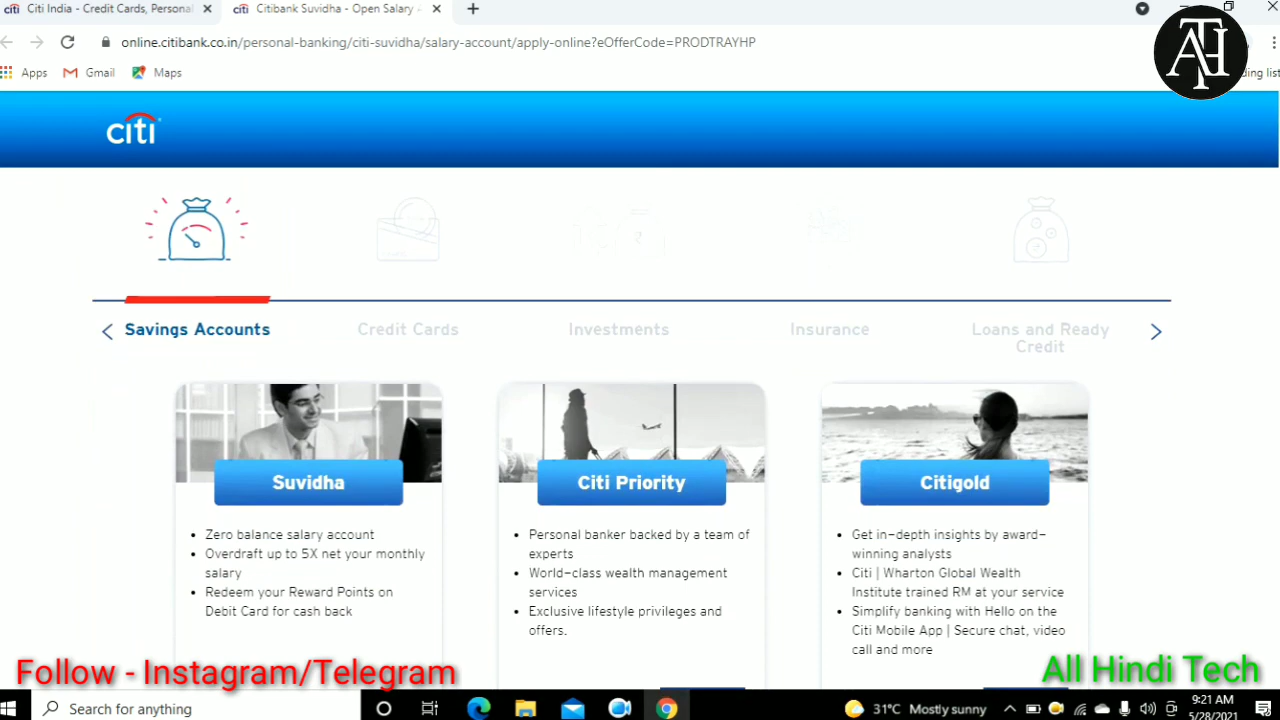 Citi India - Credit Cards, Personal
Citibank Suvidha - Open Salary
online.citibank.co.in/personal-banking/citi-suvidha/salary-account/apply-online?eOfferCode=PRODTRAYHP
Apps
Gmail
Maps
ding list
ATH
citi
Savings Accounts
Credit Cards
Investments
Insurance
Loans and Ready
Credit
Suvidha
Citi Priority
Citigold
• Zero balance salary account
• Overdraft up to 5X net your monthly
salary
• Redeem your Reward Points on
Debit Card for cash back
• Personal banker backed by a team of
experts
• World-class wealth management
services
• Exclusive lifestyle privileges and
offers.
• Get in-depth insights by award-
winning analysts
• Citi | Wharton Global Wealth
Institute trained RM at your service
• Simplify banking with Hello on the
Citi Mobile App | Secure chat, video
call and more
Follow - Instagram/Telegram
All Hindi Tech
Search for anything
31°C Mostly sunny
9:21 AM
5/28/2021